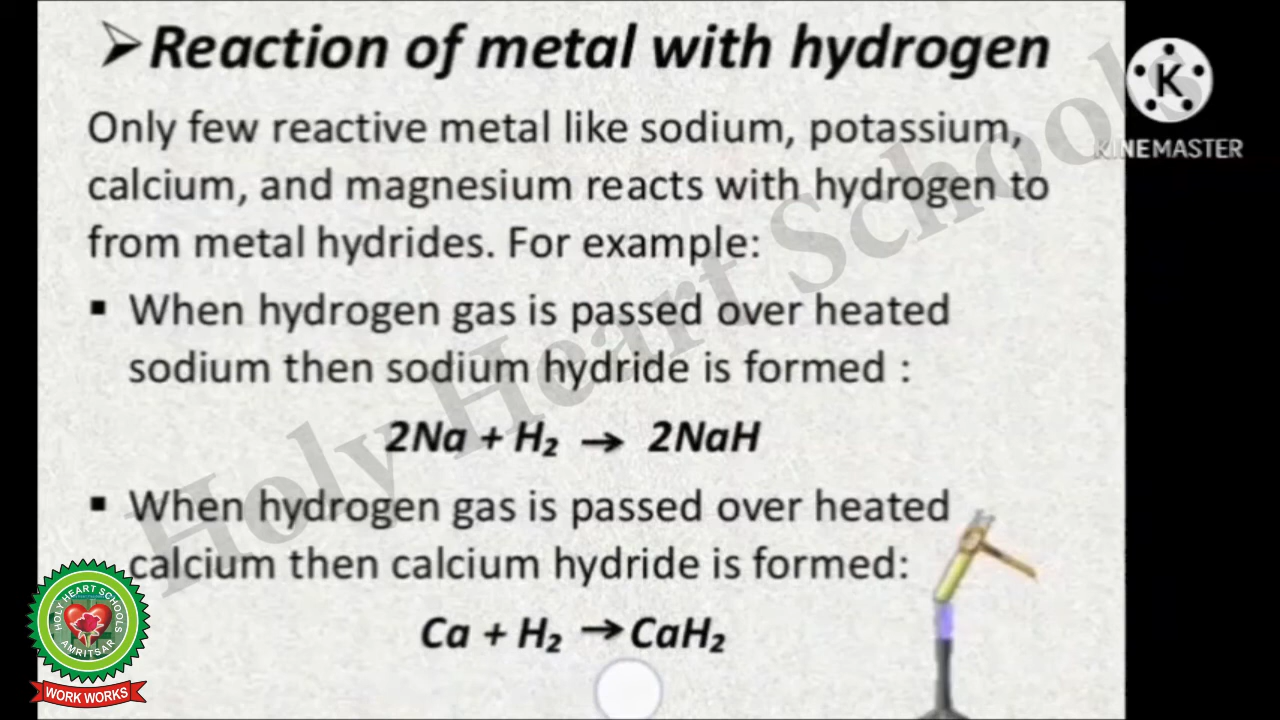 ➢Reaction of metal with hydrogen
Only few reactive metal like sodium, potassium,
calcium, and magnesium reacts with hydrogen to
from metal hydrides. For example:
▪ When hydrogen gas is passed over heated
sodium then sodium hydride is formed :
2Na + H₂ → 2NaH
▪ When hydrogen gas is passed over heated
calcium then calcium hydride is formed:
Ca + H₂ → CaH₂
Holy Heart Schools
K
KINEMASTER
HOLY HEART SCHOOLS
AMRITSAR
WORK WORKS